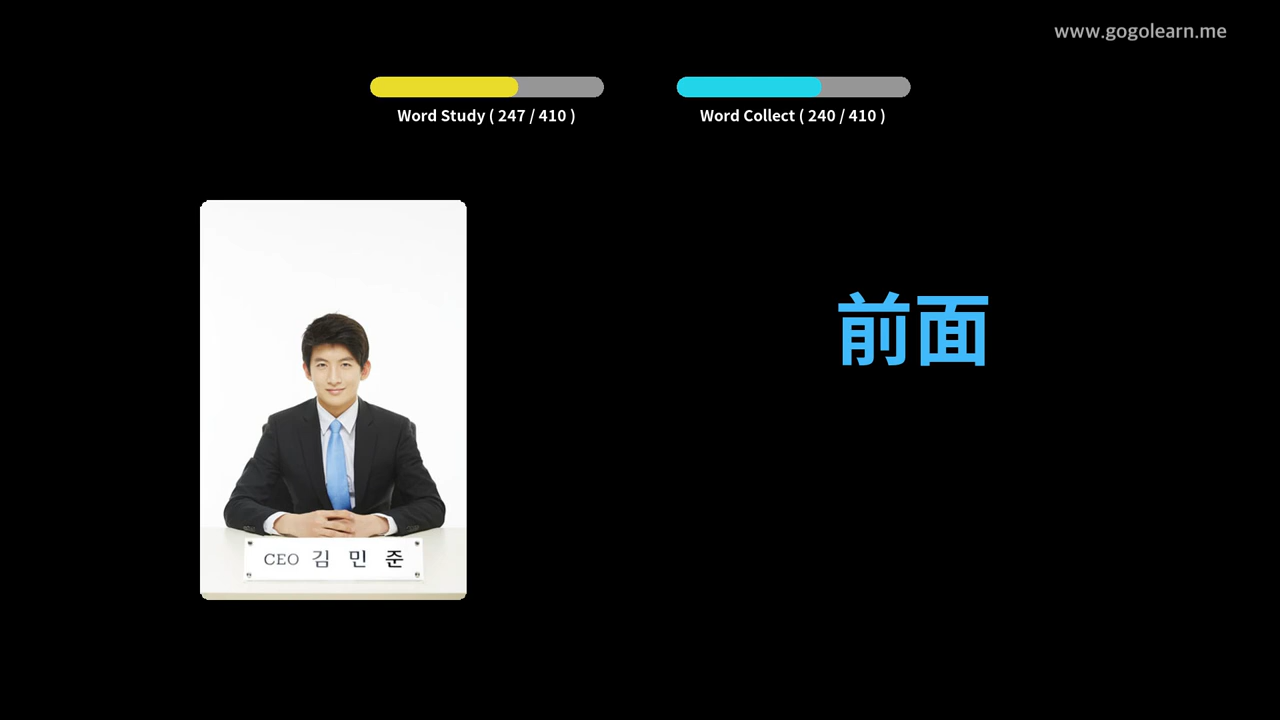 www.gogolearn.me
Word Study ( 247 / 410 )
Word Collect ( 240 / 410 )
前面
CEO 김 민 준